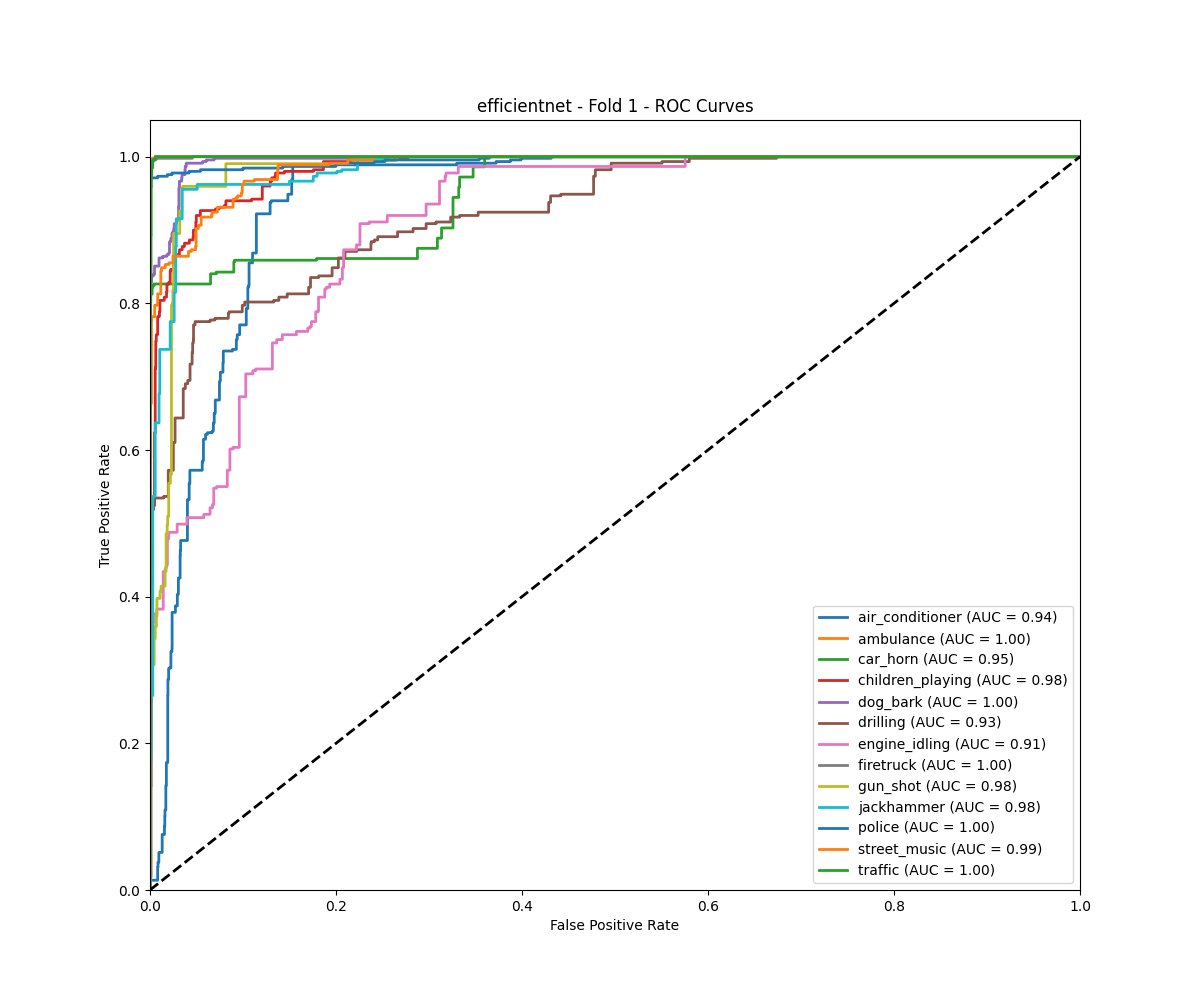 efficientnet - Fold 1 - ROC Curves
True Positive Rate
1.0
0.8
0.6
0.4
0.2
0.0
air_conditioner (AUC = 0.94)
ambulance (AUC = 1.00)
car_horn (AUC = 0.95)
children_playing (AUC = 0.98)
dog_bark (AUC = 1.00)
drilling (AUC = 0.93)
engine_idling (AUC = 0.91)
firetruck (AUC = 1.00)
gun_shot (AUC = 0.98)
jackhammer (AUC = 0.98)
police (AUC = 1.00)
street_music (AUC = 0.99)
traffic (AUC = 1.00)
0.0 0.2 0.4 0.6 0.8 1.0
False Positive Rate